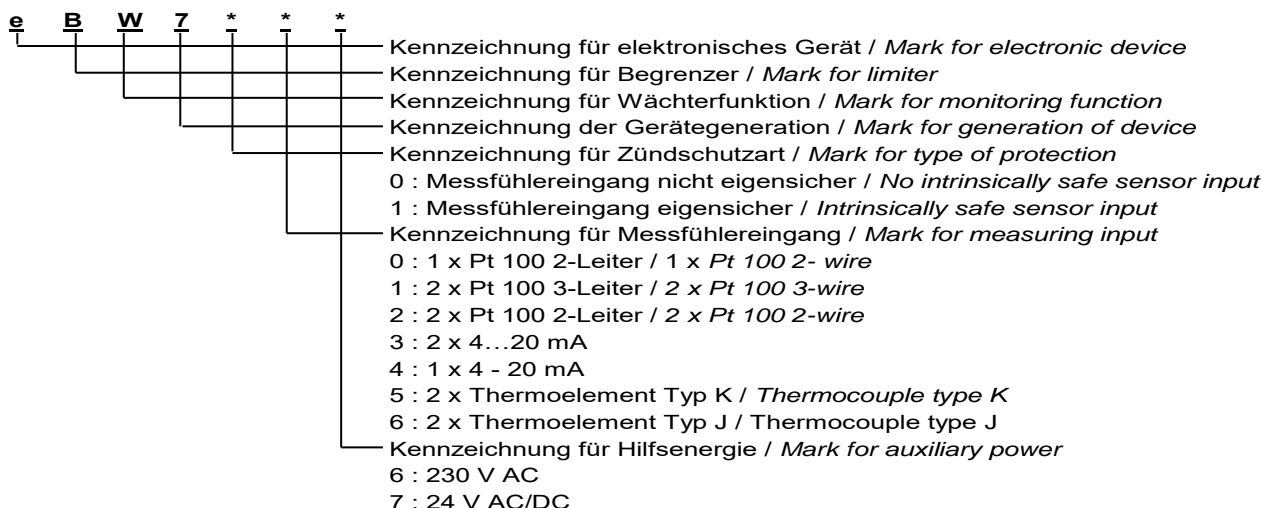 e B W 7 * * *
Kennzeichnung für elektronisches Gerät / Mark for electronic device
Kennzeichnung für Begrenzer / Mark for limiter
Kennzeichnung für Wächterfunktion / Mark for monitoring function
Kennzeichnung der Gerätegeneration / Mark for generation of device
Kennzeichnung für Zündschutzart / Mark for type of protection
0 : Messfühlereingang nicht eigensicher / No intrinsically safe sensor input
1 : Messfühlereingang eigensicher / Intrinsically safe sensor input
Kennzeichnung für Messfühlereingang / Mark for measuring input
0 : 1 x Pt 100 2-Leiter / 1 x Pt 100 2- wire
1 : 2 x Pt 100 3-Leiter / 2 x Pt 100 3-wire
2 : 2 x Pt 100 2-Leiter / 2 x Pt 100 2-wire
3 : 2 x 4…20 mA
4 : 1 x 4 - 20 mA
5 : 2 x Thermoelement Typ K / Thermocouple type K
6 : 2 x Thermoelement Typ J / Thermocouple type J
Kennzeichnung für Hilfsenergie / Mark for auxiliary power
6 : 230 V AC
7 : 24 V AC/DC